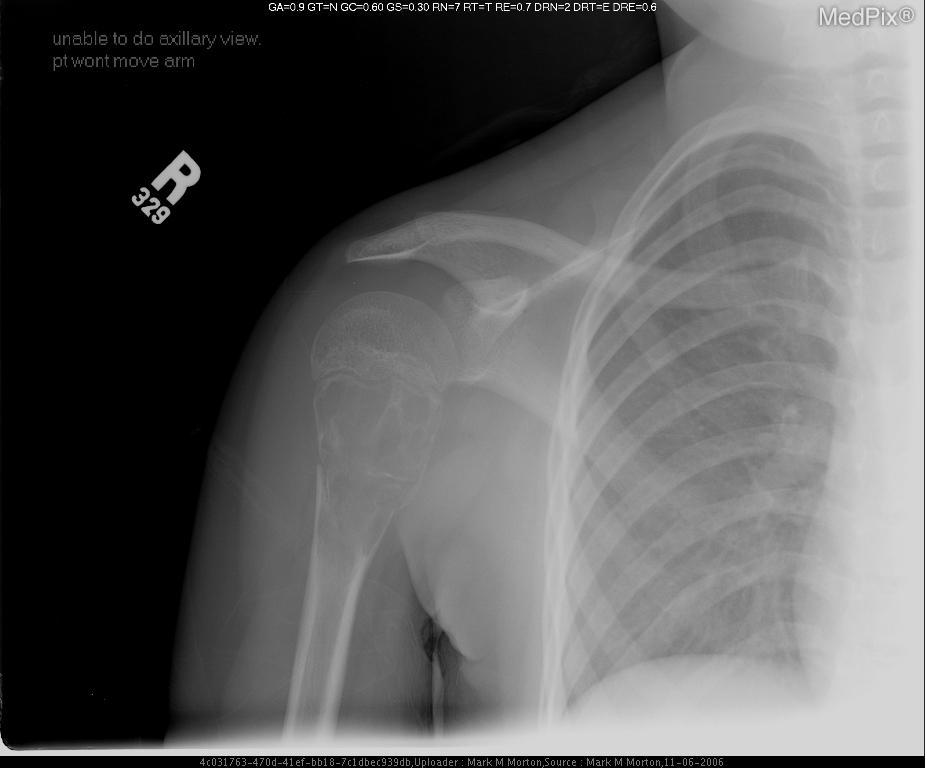 GA=0.9 GT=N GC=0.60 GS=0.30 RN=7 RT=T RE=0.7 DRN=2 DRT=E DRE=0.6
MedPix®
unable to do axillary view.
pt wont move arm
R
329
4c031763-470d-41ef-bb18-7c1dbec939db,Uploader : Mark M Morton,Source : Mark M Morton,11-06-2006